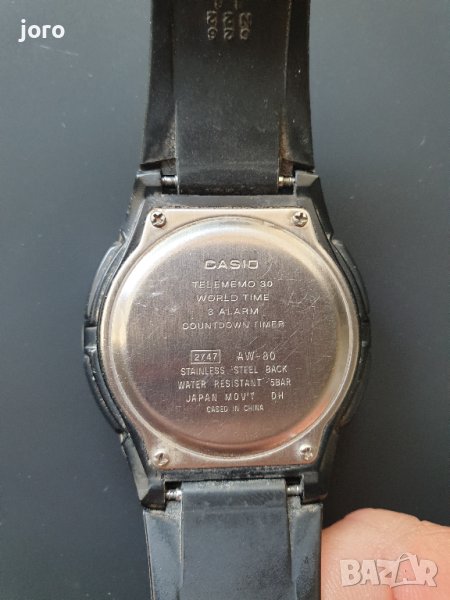 joro
CASIO
TELEMEMO 30
WORLD TIME
3 ALARM
COUNTDOWN TIMER
2747 AW-80
STAINLESS STEEL BACK
WATER RESISTANT 5BAR
JAPAN MOV'T DH
CASED IN CHINA
BAZAR